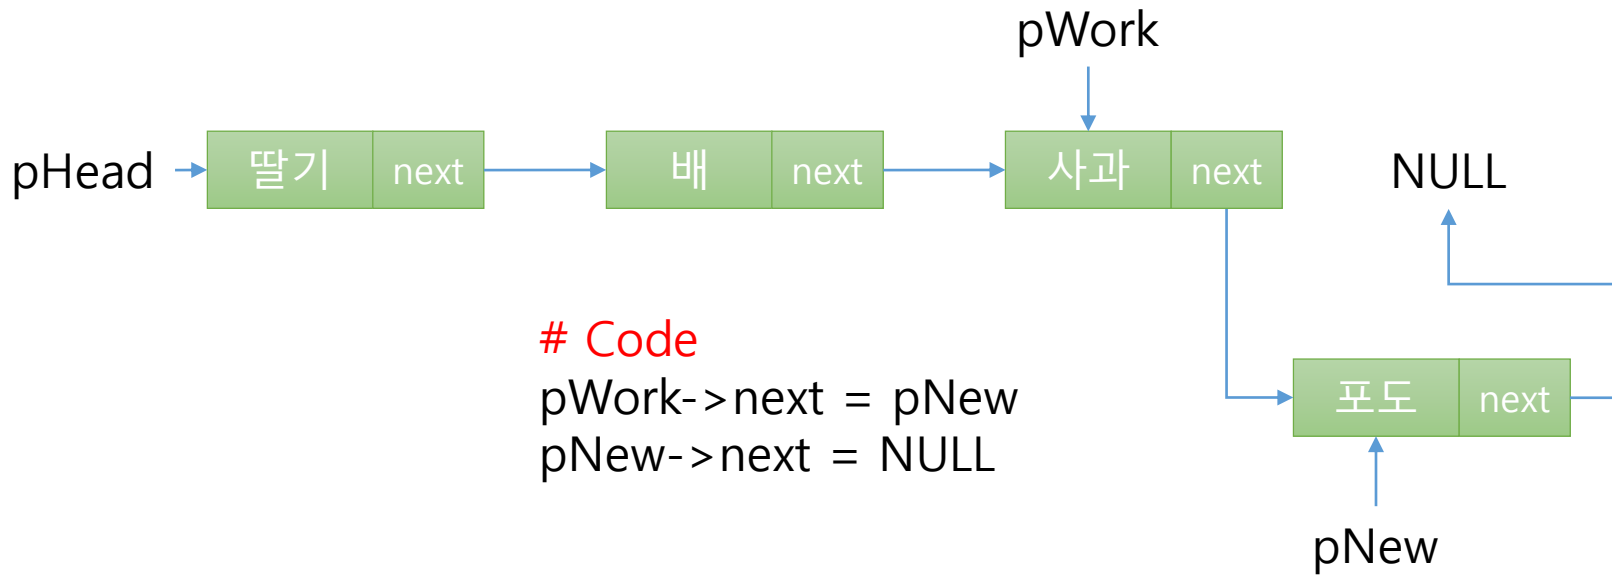 pWork
pHead
딸기 next
배 next
사과 next
NULL
# Code
pWork->next = pNew
pNew->next = NULL
포도 next
pNew